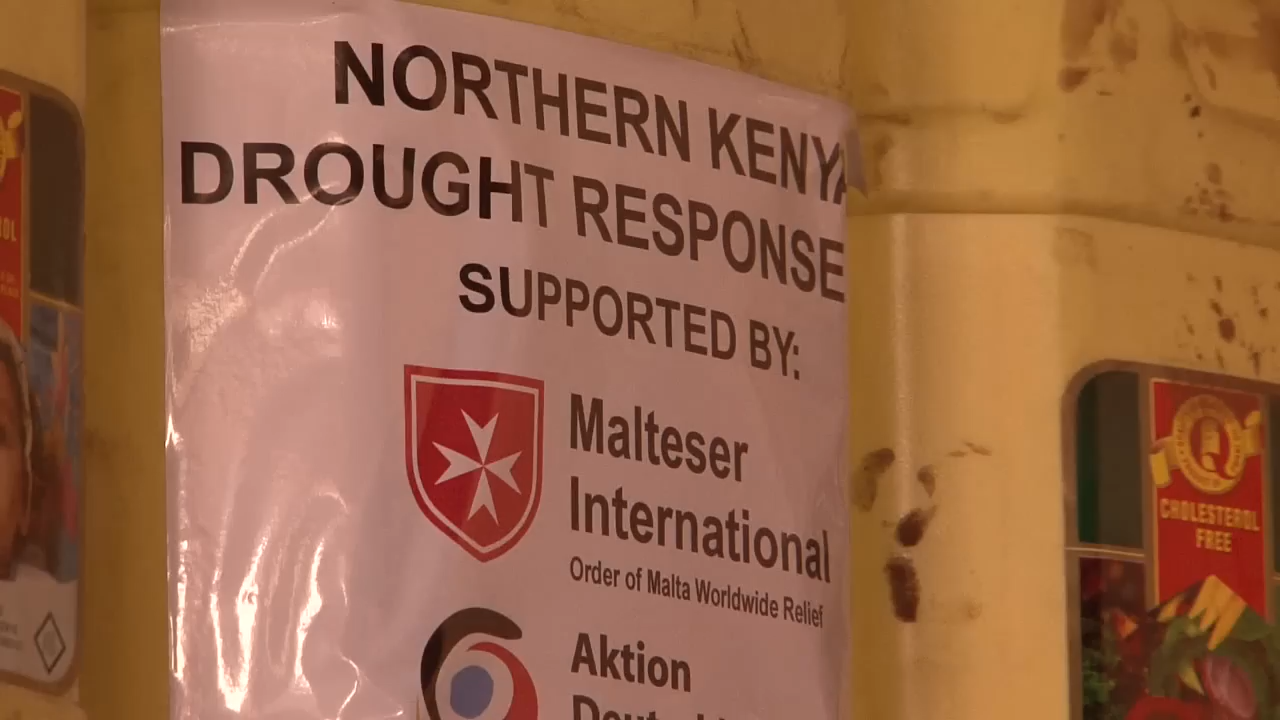 NORTHERN KENYA
DROUGHT RESPONSE
SUPPORTED BY:
Malteser
International
Order of Malta Worldwide Relief
Aktion
CHOLESTEROL
FREE